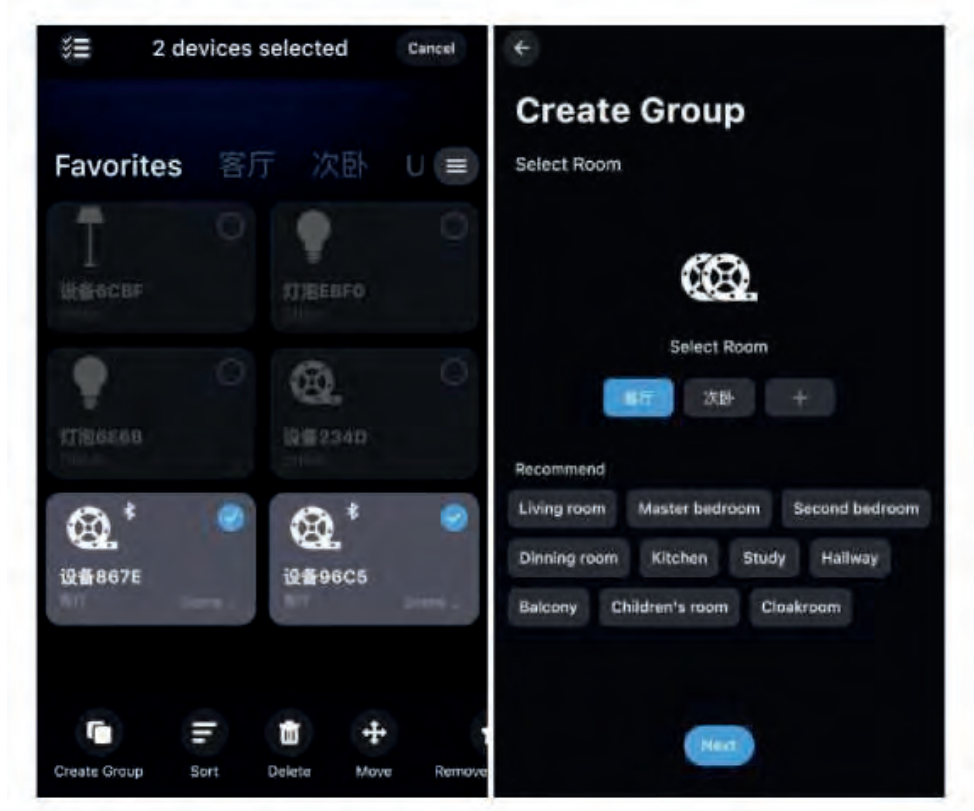 2 devices selected
Cancel
Favorites 客厅 次卧 U
设备6CBF
灯泡EBF0
灯泡6E6B
设备234D
设备867E
客厅
设备96C5
客厅
Create Group
Sort
Delete
Move
Remove
Create Group
Select Room
Select Room
客厅
次卧
+
Recommend
Living room
Master bedroom
Second bedroom
Dinning room
Kitchen
Study
Hallway
Balcony
Children's room
Cloakroom
Next